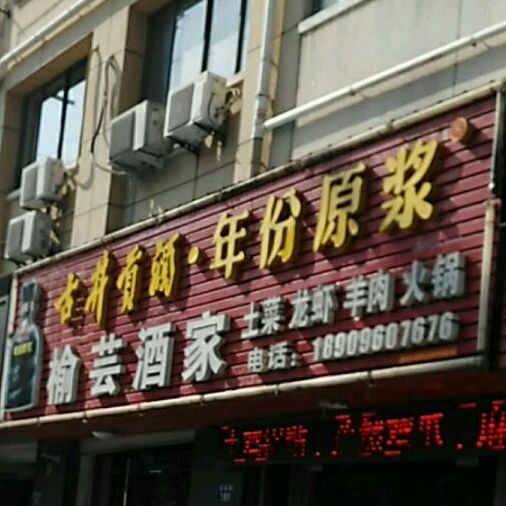 古井贡酒·年份原浆
榆芸酒家
土菜 龙虾 羊肉 火锅
电话：18909607676